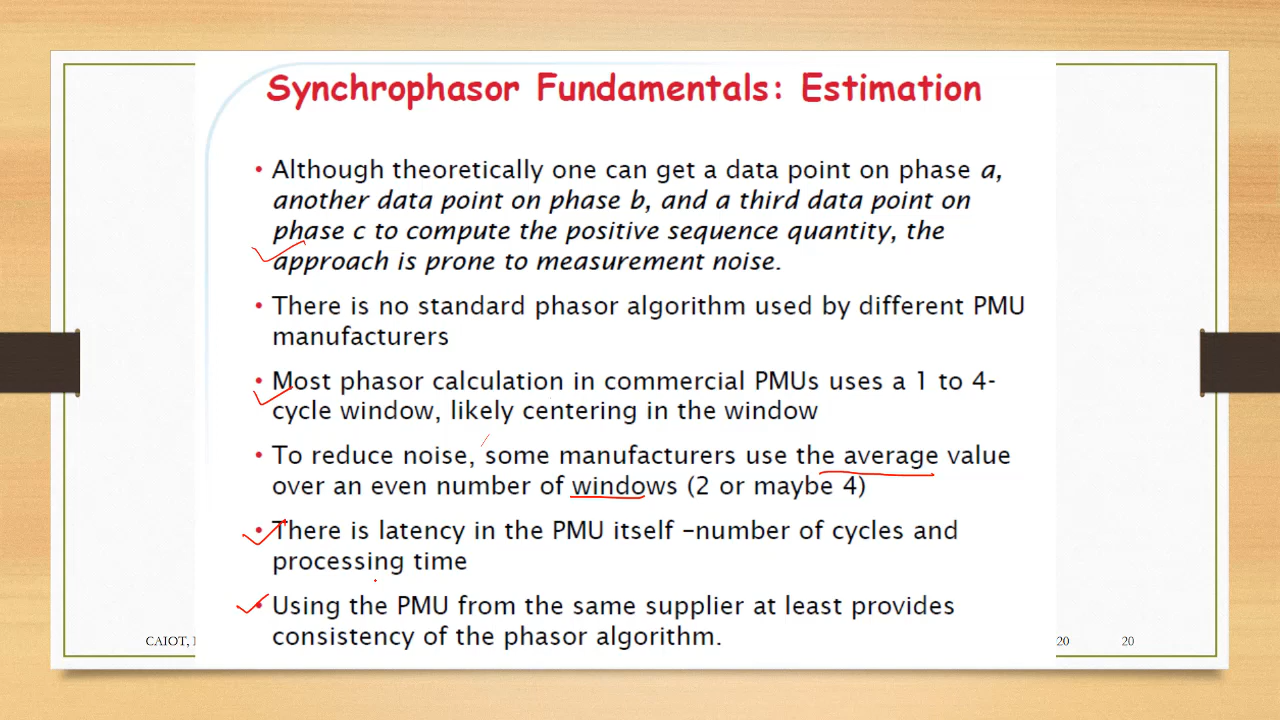 Synchrophasor Fundamentals: Estimation
• Although theoretically one can get a data point on phase a,
another data point on phase b, and a third data point on
phase c to compute the positive sequence quantity, the
approach is prone to measurement noise.
• There is no standard phasor algorithm used by different PMU
manufacturers
• Most phasor calculation in commercial PMUs uses a 1 to 4-
cycle window, likely centering in the window
• To reduce noise, some manufacturers use the average value
over an even number of windows (2 or maybe 4)
• There is latency in the PMU itself –number of cycles and
processing time
• Using the PMU from the same supplier at least provides
consistency of the phasor algorithm.
CAIOT, 20 20